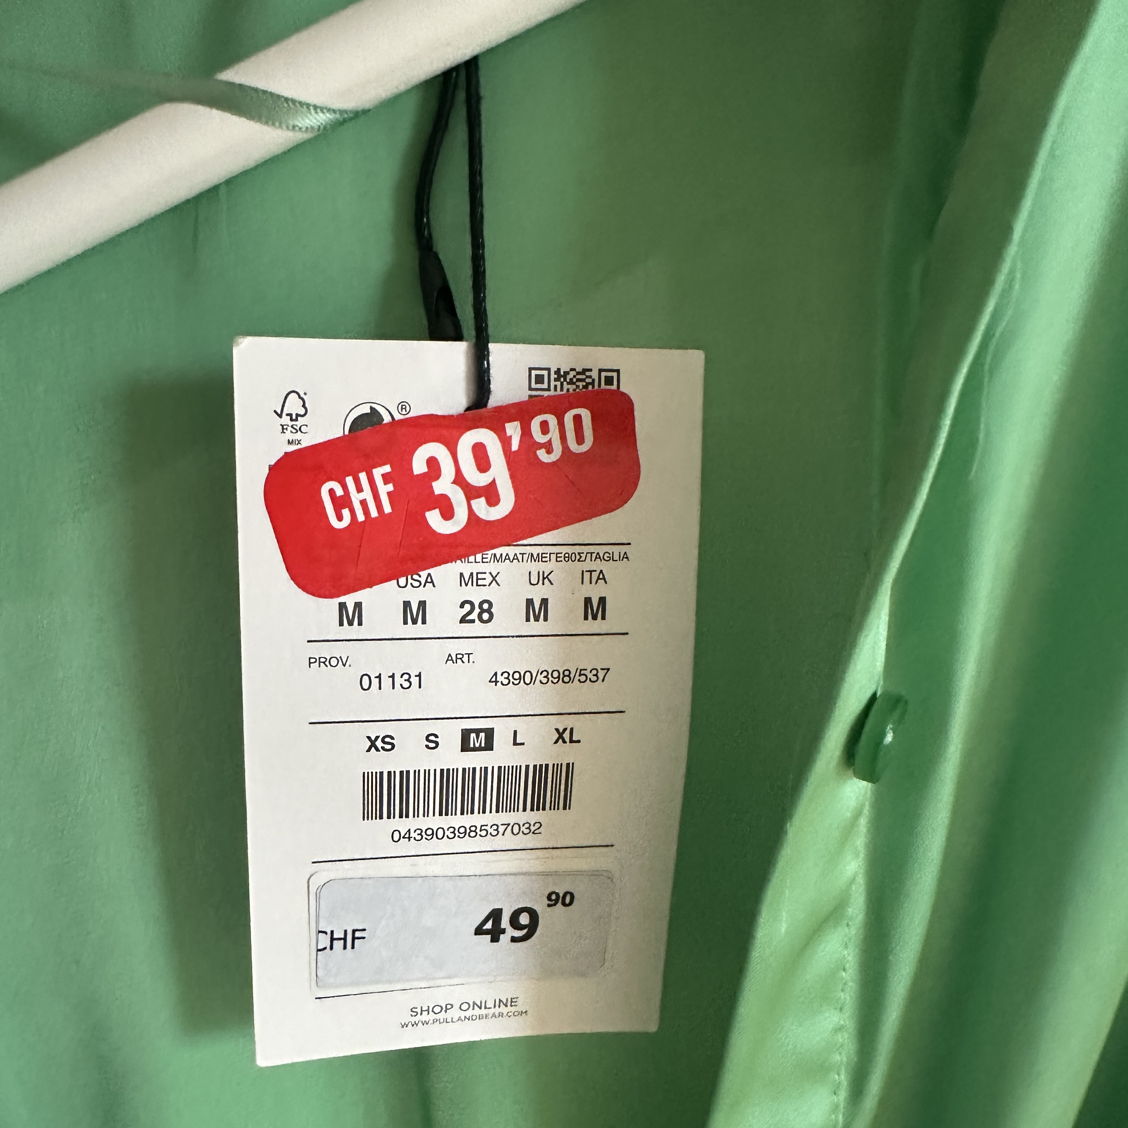 FSC
MIX
®
CHF 39’90
ILLE/MAAT/ΜΕΓΕΘΟΣ/TAGLIA
USA MEX UK ITA
M M 28 M M
PROV. ART.
01131 4390/398/537
XS S M L XL
04390398537032
CHF 49 90
SHOP ONLINE
WWW.PULLANDBEAR.COM